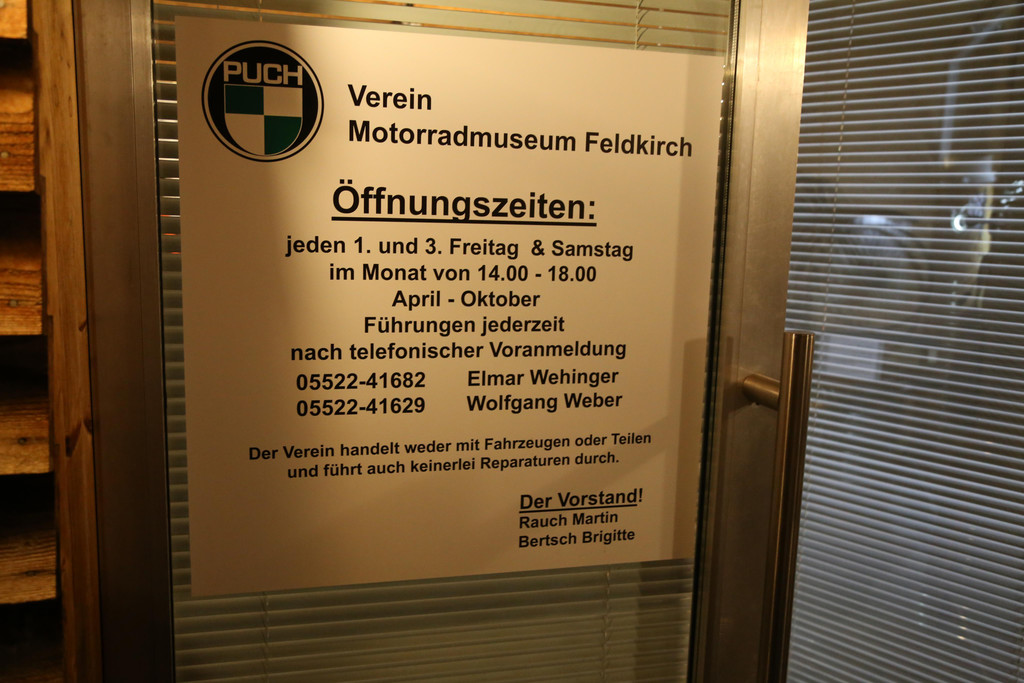 PUCH
Verein
Motorradmuseum Feldkirch
Öffnungszeiten:
jeden 1. und 3. Freitag & Samstag
im Monat von 14.00 - 18.00
April - Oktober
Führungen jederzeit
nach telefonischer Voranmeldung
05522-41682 Elmar Wehinger
05522-41629 Wolfgang Weber
Der Verein handelt weder mit Fahrzeugen oder Teilen
und führt auch keinerlei Reparaturen durch.
Der Vorstand!
Rauch Martin
Bertsch Brigitte